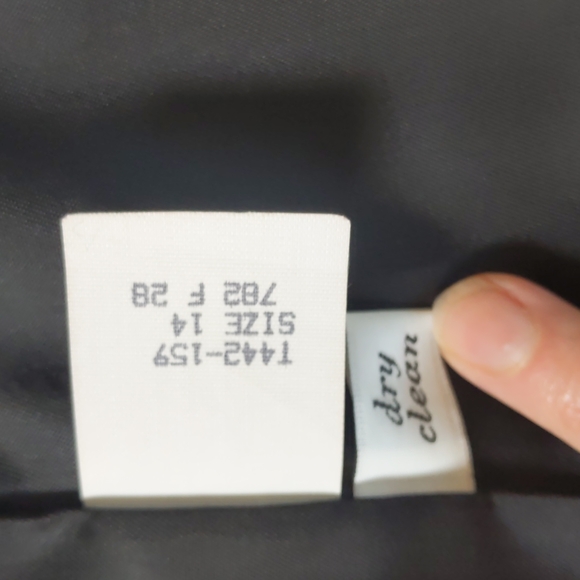 T442-159
SIZE 14
782 F 28
dry
clean